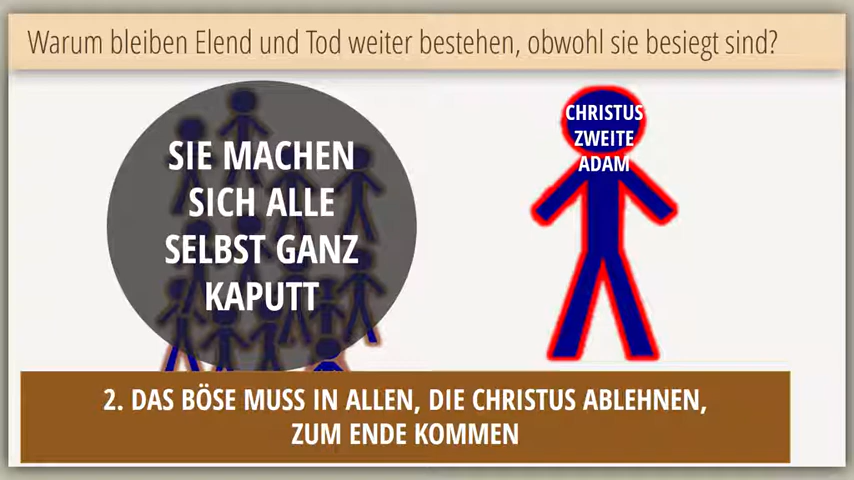 Warum bleiben Elend und Tod weiter bestehen, obwohl sie besiegt sind?
SIE MACHEN
SICH ALLE
SELBST GANZ
KAPUTT
CHRISTUS
ZWEITE
ADAM
2. DAS BÖSE MUSS IN ALLEN, DIE CHRISTUS ABLEHNEN,
ZUM ENDE KOMMEN